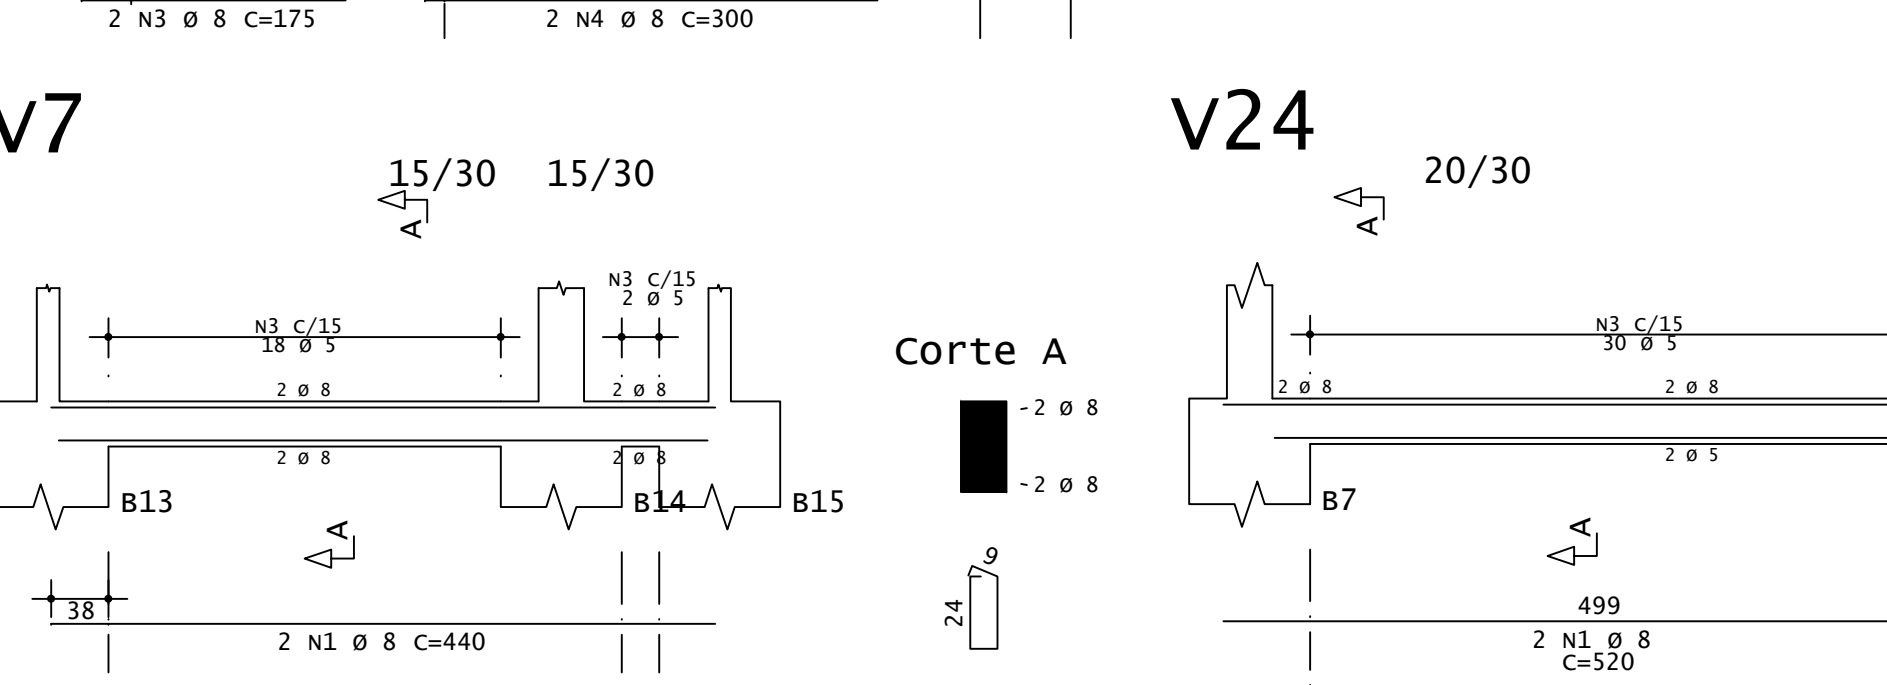 2 N3 Ø 8 C=175
2 N4 Ø 8 C=300
V7
15/30 15/30
A
N3 C/15
2 Ø 5
N3 C/15
18 Ø 5
2 Ø 8
2 Ø 8
2 Ø 8
2 Ø 8
B13
B14
B15
A
38
2 N1 Ø 8 C=440
Corte A
-2 Ø 8
-2 Ø 8
9
24
V24
20/30
A
N3 C/15
30 Ø 5
2 Ø 8
2 Ø 8
2 Ø 5
B7
A
499
2 N1 Ø 8
C=520